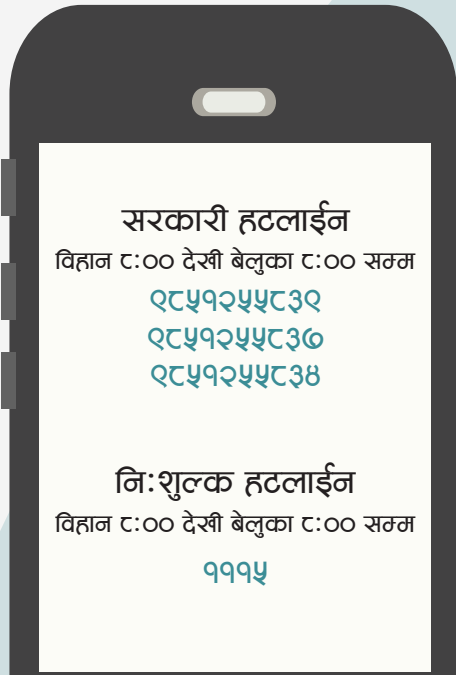 सरकारी हटलाईन
विहान ८:०० देखी बेलुका ८:०० सम्म
९८५१२५५८३९
९८५१२५५८३७
९८५१२५५८३४
नि:शुल्क हटलाईन
विहान ८:०० देखी बेलुका ८:०० सम्म
१११५